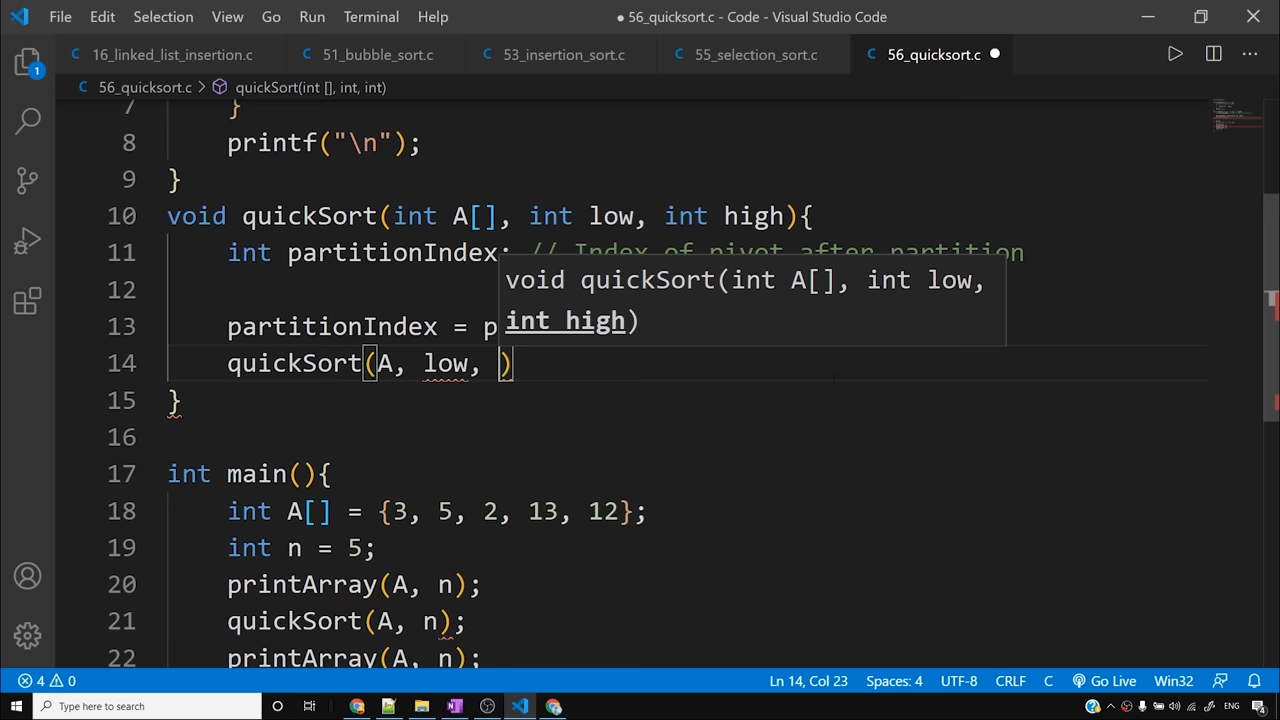 File Edit Selection View Go Run Terminal Help
● 56_quicksort.c - Code - Visual Studio Code
16_linked_list_insertion.c 51_bubble_sort.c 53_insertion_sort.c 55_selection_sort.c 56_quicksort.c
56_quicksort.c > quickSort(int [], int, int)
7 }
8 printf("\n");
9 }
10 void quickSort(int A[], int low, int high){
11 int partitionIndex; // Index of pivot after partition
12
void quickSort(int A[], int low,
int high)
13 partitionIndex = p
14 quickSort(A, low, )
15 }
16
17 int main(){
18 int A[] = {3, 5, 2, 13, 12};
19 int n = 5;
20 printArray(A, n);
21 quickSort(A, n);
22 printArray(A, n);
4 0 Ln 14, Col 23 Spaces: 4 UTF-8 CRLF C Go Live Win32
Type here to search ENG